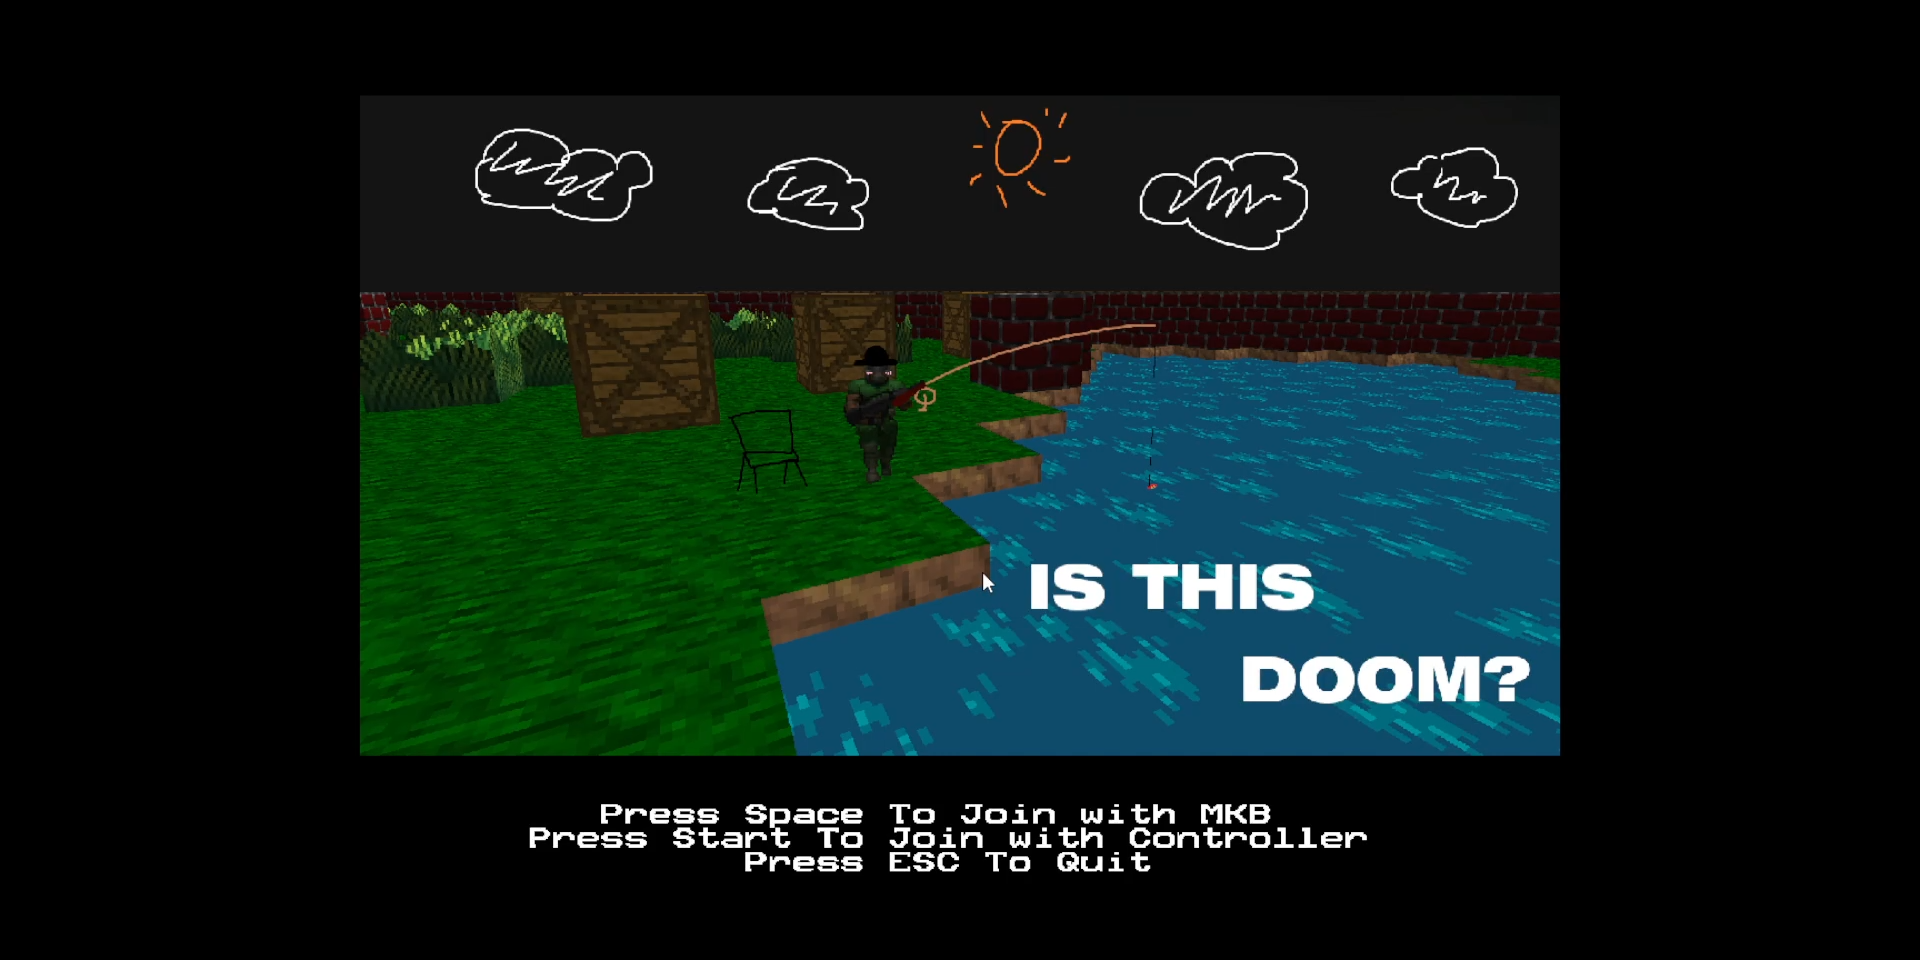 IS THIS
DOOM?
Press Space To Join with MKB
Press Start To Join with Controller
Press ESC To Quit